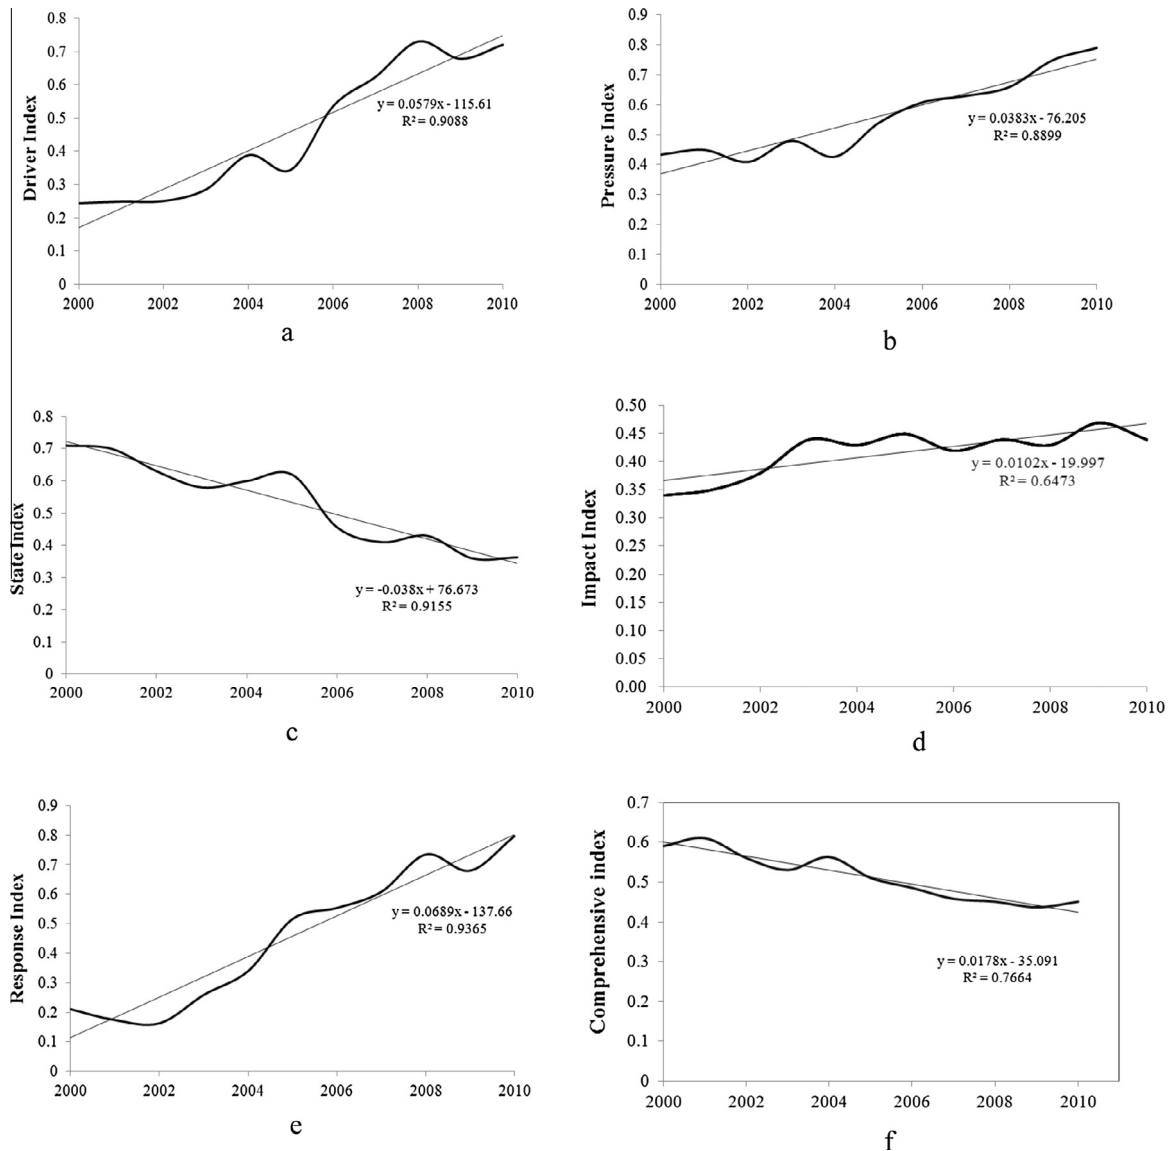 0.8
0.7
0.6
0.5
0.4
0.3
0.2
0.1
0
Driver Index
y = 0.0579x - 115.61
R² = 0.9088
2000 2002 2004 2006 2008 2010
a
0.9
0.8
0.7
0.6
0.5
0.4
0.3
0.2
0.1
0
Pressure Index
y = 0.0383x - 76.205
R² = 0.8899
2000 2002 2004 2006 2008 2010
b
0.8
0.7
0.6
0.5
0.4
0.3
0.2
0.1
0
State Index
y = -0.038x + 76.673
R² = 0.9155
2000 2002 2004 2006 2008 2010
c
0.50
0.45
0.40
0.35
0.30
0.25
0.20
0.15
0.10
0.05
0.00
Impact Index
y = 0.0102x - 19.997
R² = 0.6473
2000 2002 2004 2006 2008 2010
d
0.9
0.8
0.7
0.6
0.5
0.4
0.3
0.2
0.1
0
Response Index
y = 0.0689x - 137.66
R² = 0.9365
2000 2002 2004 2006 2008 2010
e
0.7
0.6
0.5
0.4
0.3
0.2
0.1
0
Comprehensive index
y = 0.0178x - 35.091
R² = 0.7664
2000 2002 2004 2006 2008 2010
f